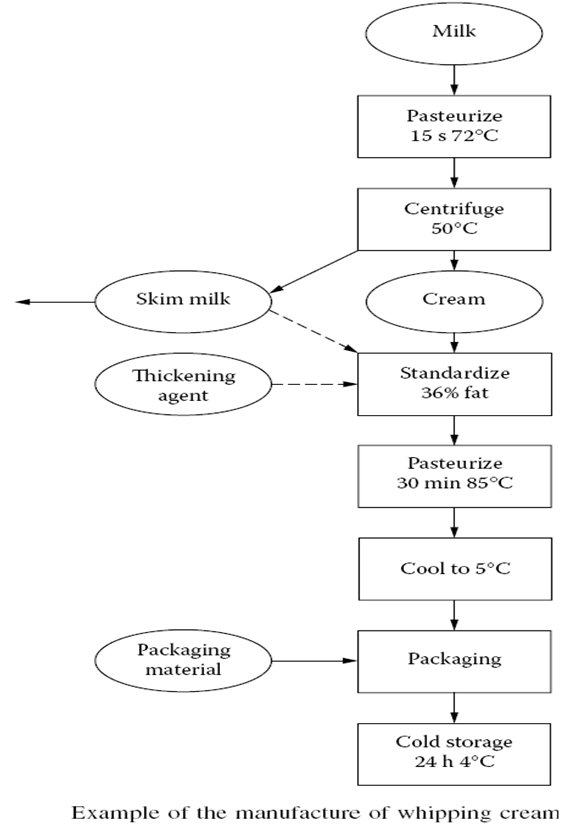 Milk
Pasteurize
15 s 72°C
Centrifuge
50°C
Skim milk
Cream
Thickening
agent
Standardize
36% fat
Pasteurize
30 min 85°C
Cool to 5°C
Packaging
material
Packaging
Cold storage
24 h 4°C
Example of the manufacture of whipping cream